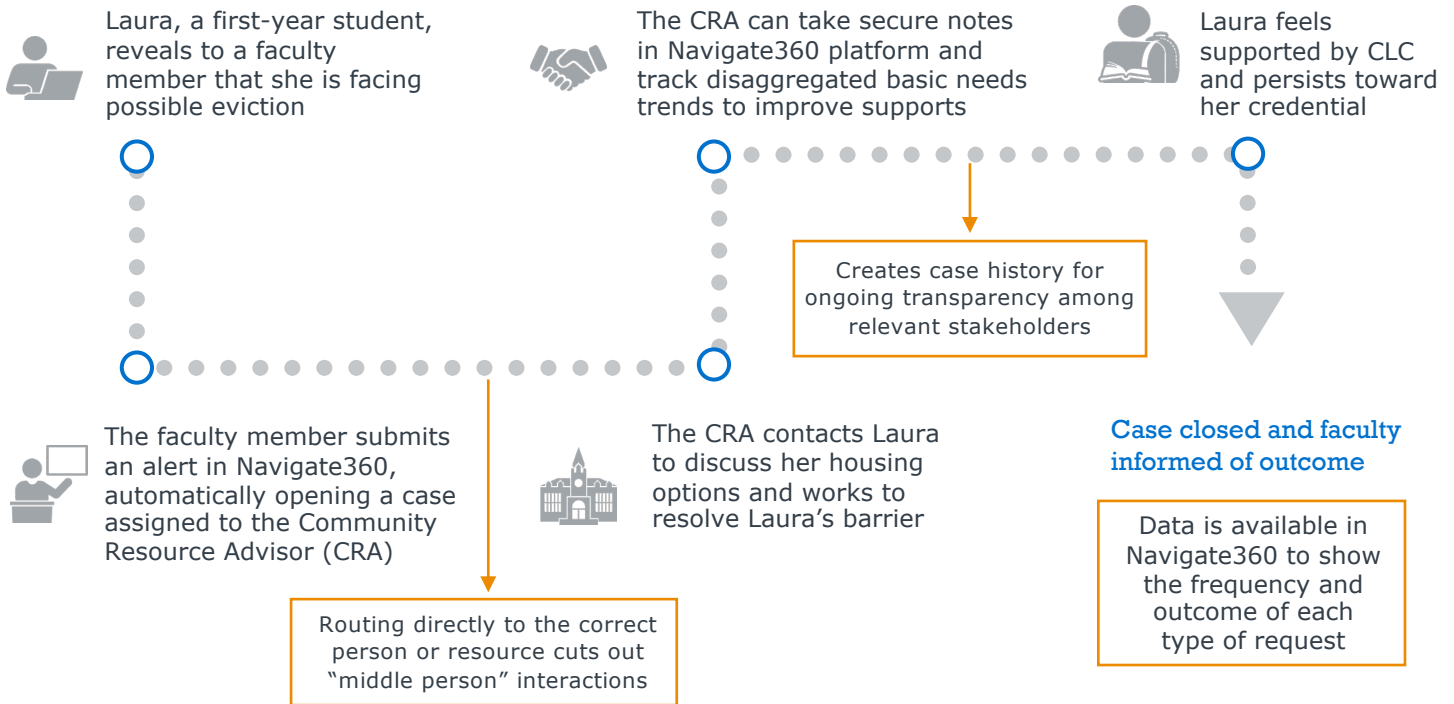 Laura, a first-year student,
reveals to a faculty
member that she is facing
possible eviction
The faculty member submits
an alert in Navigate360,
automatically opening a case
assigned to the Community
Resource Advisor (CRA)
Routing directly to the correct
person or resource cuts out
“middle person” interactions
The CRA contacts Laura
to discuss her housing
options and works to
resolve Laura’s barrier
The CRA can take secure notes
in Navigate360 platform and
track disaggregated basic needs
trends to improve supports
Creates case history for
ongoing transparency among
relevant stakeholders
Laura feels
supported by CLC
and persists toward
her credential
Case closed and faculty
informed of outcome
Data is available in
Navigate360 to show
the frequency and
outcome of each
type of request